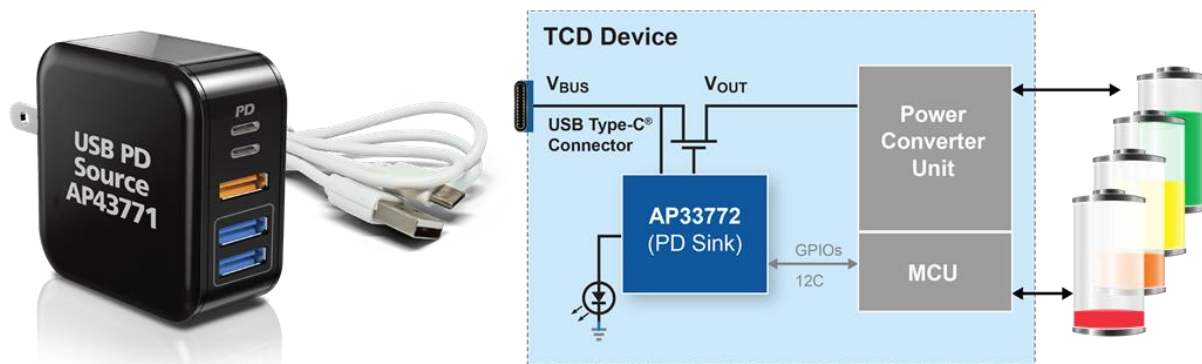 PD
USB PD
Source
AP43771
TCD Device
VBUS
VOUT
USB Type-C®
Connector
Power
Converter
Unit
AP33772
(PD Sink)
GPIOs
12C
MCU